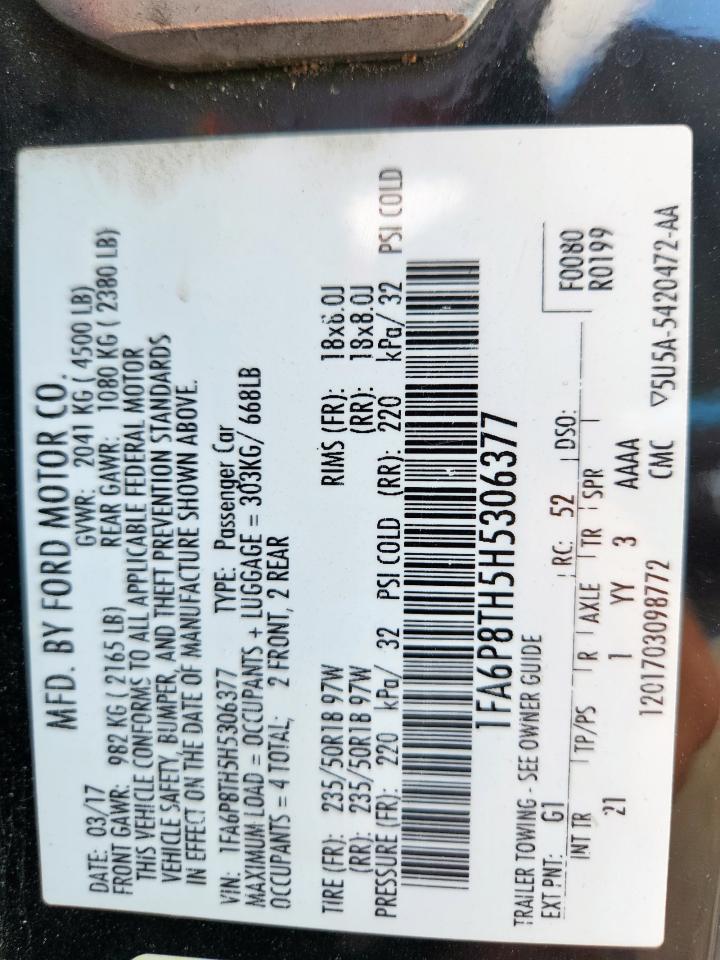 MFD. BY FORD MOTOR CO.
DATE: 03/17 GVWR: 2041 KG ( 4500 LB)
FRONT GAWR: 982 KG ( 2165 LB) REAR GAWR: 1080 KG ( 2380 LB)
THIS VEHICLE CONFORMS TO ALL APPLICABLE FEDERAL MOTOR
VEHICLE SAFETY, BUMPER, AND THEFT PREVENTION STANDARDS
IN EFFECT ON THE DATE OF MANUFACTURE SHOWN ABOVE.
VIN: 1FA6P8TH5H5306377 TYPE: Passenger Car
MAXIMUM LOAD = OCCUPANTS + LUGGAGE = 303KG/ 668LB
OCCUPANTS = 4 TOTAL; 2 FRONT, 2 REAR
TIRE (FR): 235/50R18 97W RIMS (FR): 18x8.0J
(RR): 235/50R18 97W (RR): 18x8.0J
PRESSURE (FR): 220 kPa/ 32 PSI COLD (RR): 220 kPa/ 32 PSI COLD
1FA6P8TH5H5306377
TRAILER TOWING - SEE OWNER GUIDE
F0080
EXT PNT: G1 RC: 52 DSO: R0199
INT TR TP/PS R AXLE TR SPR
21 1 YY 3 AAAA
1201703098772 CMC ▽5U5A-5420472-AA